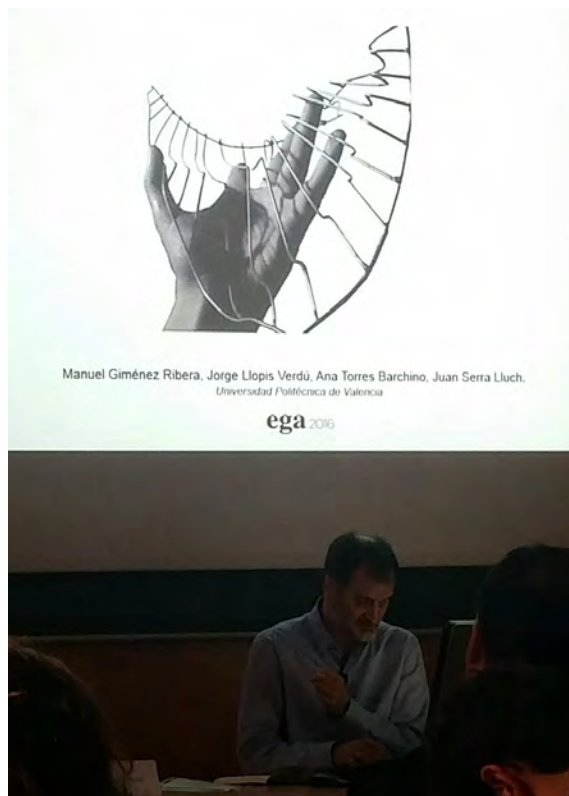 Manuel Giménez Ribera, Jorge Llopis Verdú, Ana Torres Barchino, Juan Serra Lluch.
Universidad Politécnica de Valencia
ega 2016